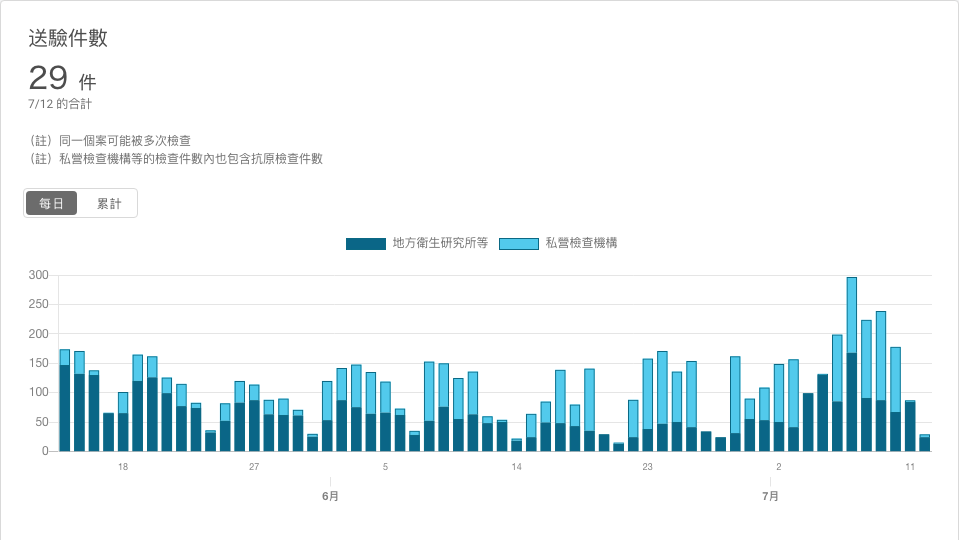 送驗件數
29 件
7/12 的合計
（註）同一個案可能被多次檢查
（註）私營檢查機構等的檢查件數內也包含抗原檢查件數
每日 累計
地方衛生研究所等 私營檢查機構
300
250
200
150
100
50
0
18 27 5 14 23 2 11
6月 7月